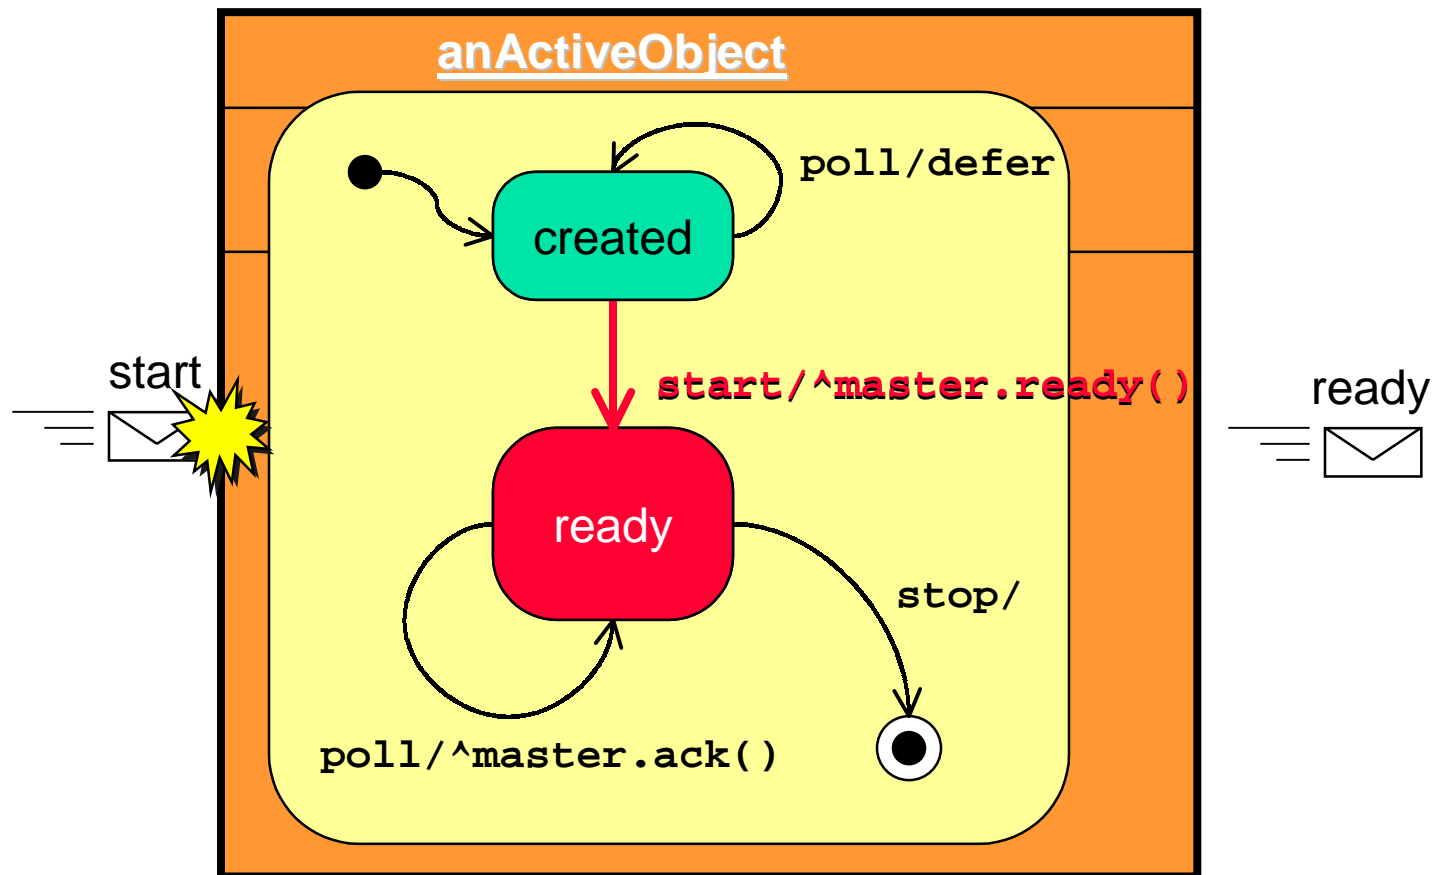 anActiveObject
poll/defer
created
start
start/^master.ready()
ready
ready
stop/
poll/^master.ack()